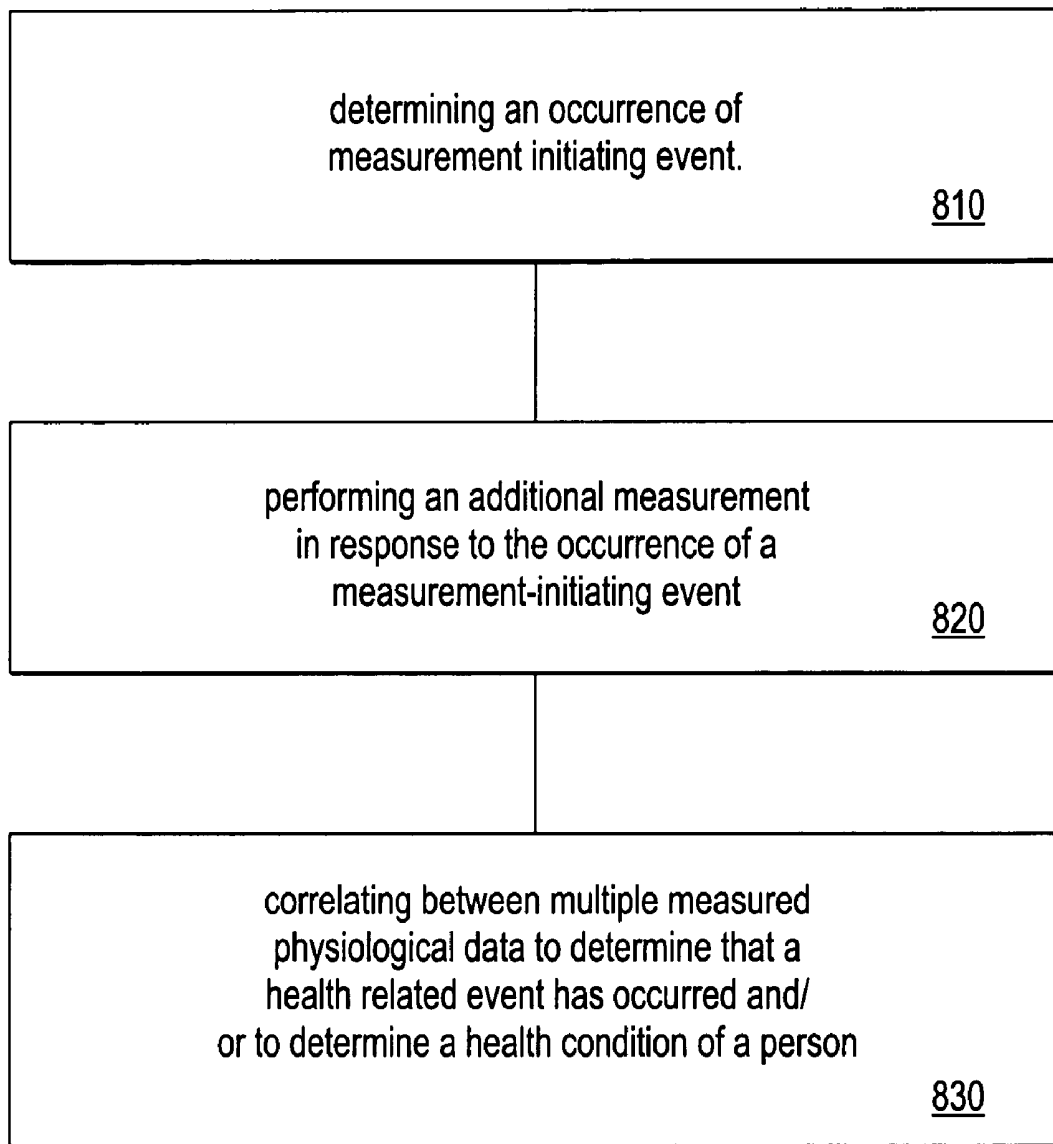 determining an occurrence of
measurement initiating event.
810
performing an additional measurement
in response to the occurrence of a
measurement-initiating event
820
correlating between multiple measured
physiological data to determine that a
health related event has occurred and/
or to determine a health condition of a person
830